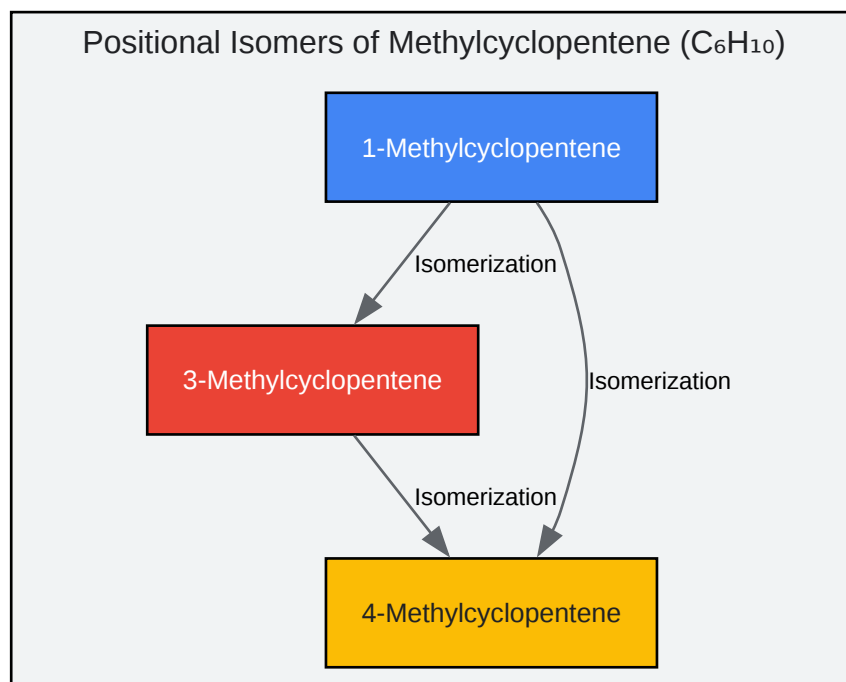 Positional Isomers of Methylcyclopentene (C₆H₁₀)
1-Methylcyclopentene
Isomerization
3-Methylcyclopentene
Isomerization
Isomerization
4-Methylcyclopentene